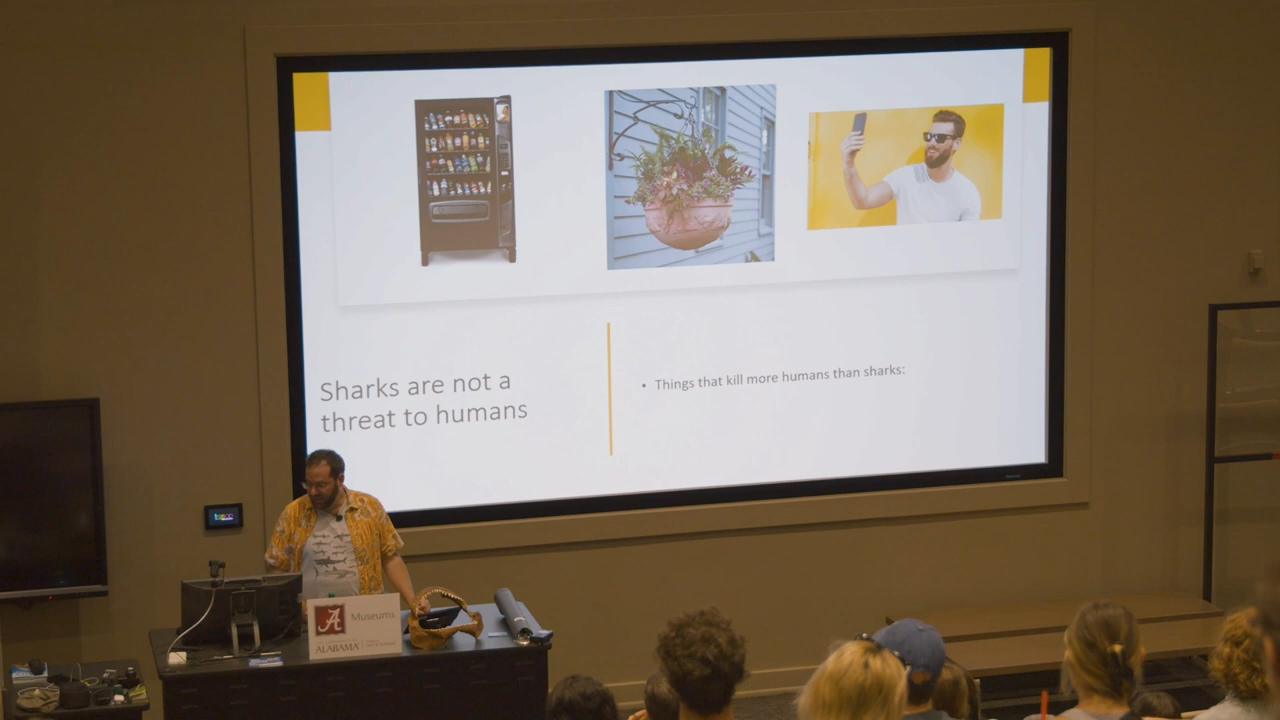 Sharks are not a
threat to humans
• Things that kill more humans than sharks:
A
Museums
ALABAMA